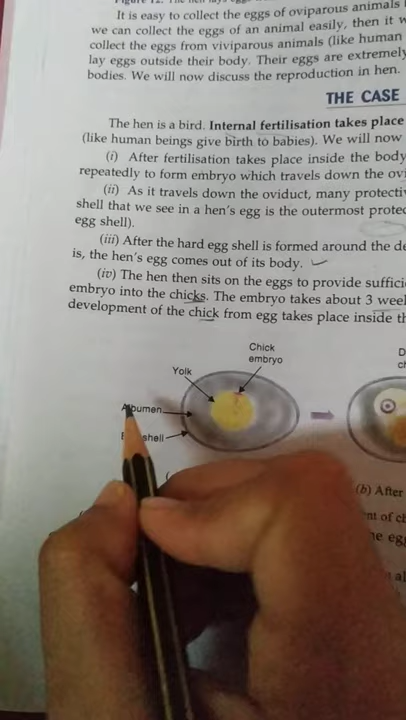 It is easy to collect the eggs of oviparous animals
we can collect the eggs of an animal easily, then it w
collect the eggs from viviparous animals (like human
lay eggs outside their body. Their eggs are extremely
bodies. We will now discuss the reproduction in hen.
THE CASE
The hen is a bird. Internal fertilisation takes place
(like human beings give birth to babies). We will now
(i) After fertilisation takes place inside the body
repeatedly to form embryo which travels down the ovi
(ii) As it travels down the oviduct, many protectiv
shell that we see in a hen's egg is the outermost protec
egg shell).
(iii) After the hard egg shell is formed around the de
is, the hen's egg comes out of its body.
(iv) The hen then sits on the eggs to provide suffici
embryo into the chicks. The embryo takes about 3 week
development of the chick from egg takes place inside th
Chick
embryo
Yolk
Albumen
shell
(b) After
nt of ch
he egg